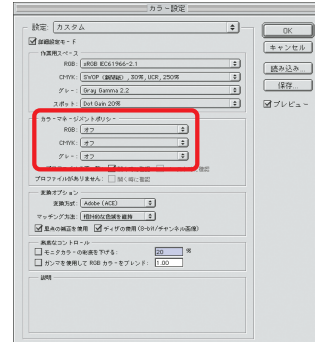 カラー設定
設定: カスタム
詳細設定モード
作業用スペース
RGB: sRGB IEC61966-2.1
CMYK: SWOP, 30%, UCR, 250%
グレー: Gray Gamma 2.2
スポット: Dot Gain 20%
カラーマネージメントポリシー
RGB: オフ
CMYK: オフ
グレー: オフ
プロファイルがありません: 開く時に確認
変換オプション
変換方式: Adobe (ACE)
マッチング方法: 相対的な色域を維持
黒点の補正を使用 ディザの使用 (8-bit/チャンネル画像)
高度なコントロール
モニタカラーの彩度を下げる: 20 %
ガンマを使用して RGB カラーをブレンド: 1.00
説明
OK
キャンセル
読み込み...
保存...
プレビュー